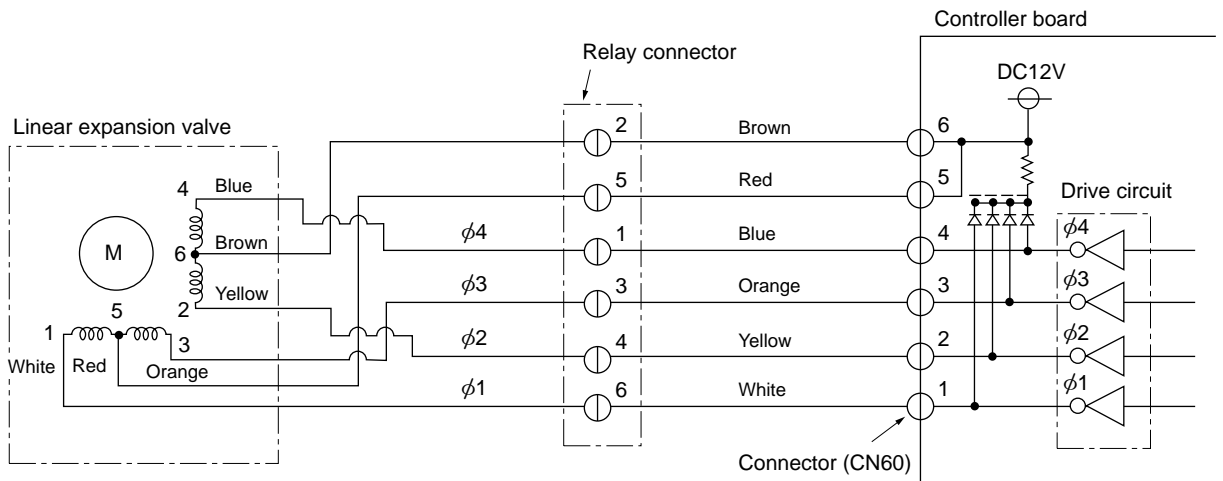 Controller board
Relay connector
DC12V
Linear expansion valve
2
Brown
6
4
Blue
5
Red
5
Drive circuit
M
6
Brown
ϕ4
1
Blue
4
ϕ4
2
Yellow
ϕ3
3
Orange
3
ϕ3
5
1
3
ϕ2
4
Yellow
2
ϕ2
White
Red
Orange
ϕ1
6
White
1
ϕ1
Connector (CN60)